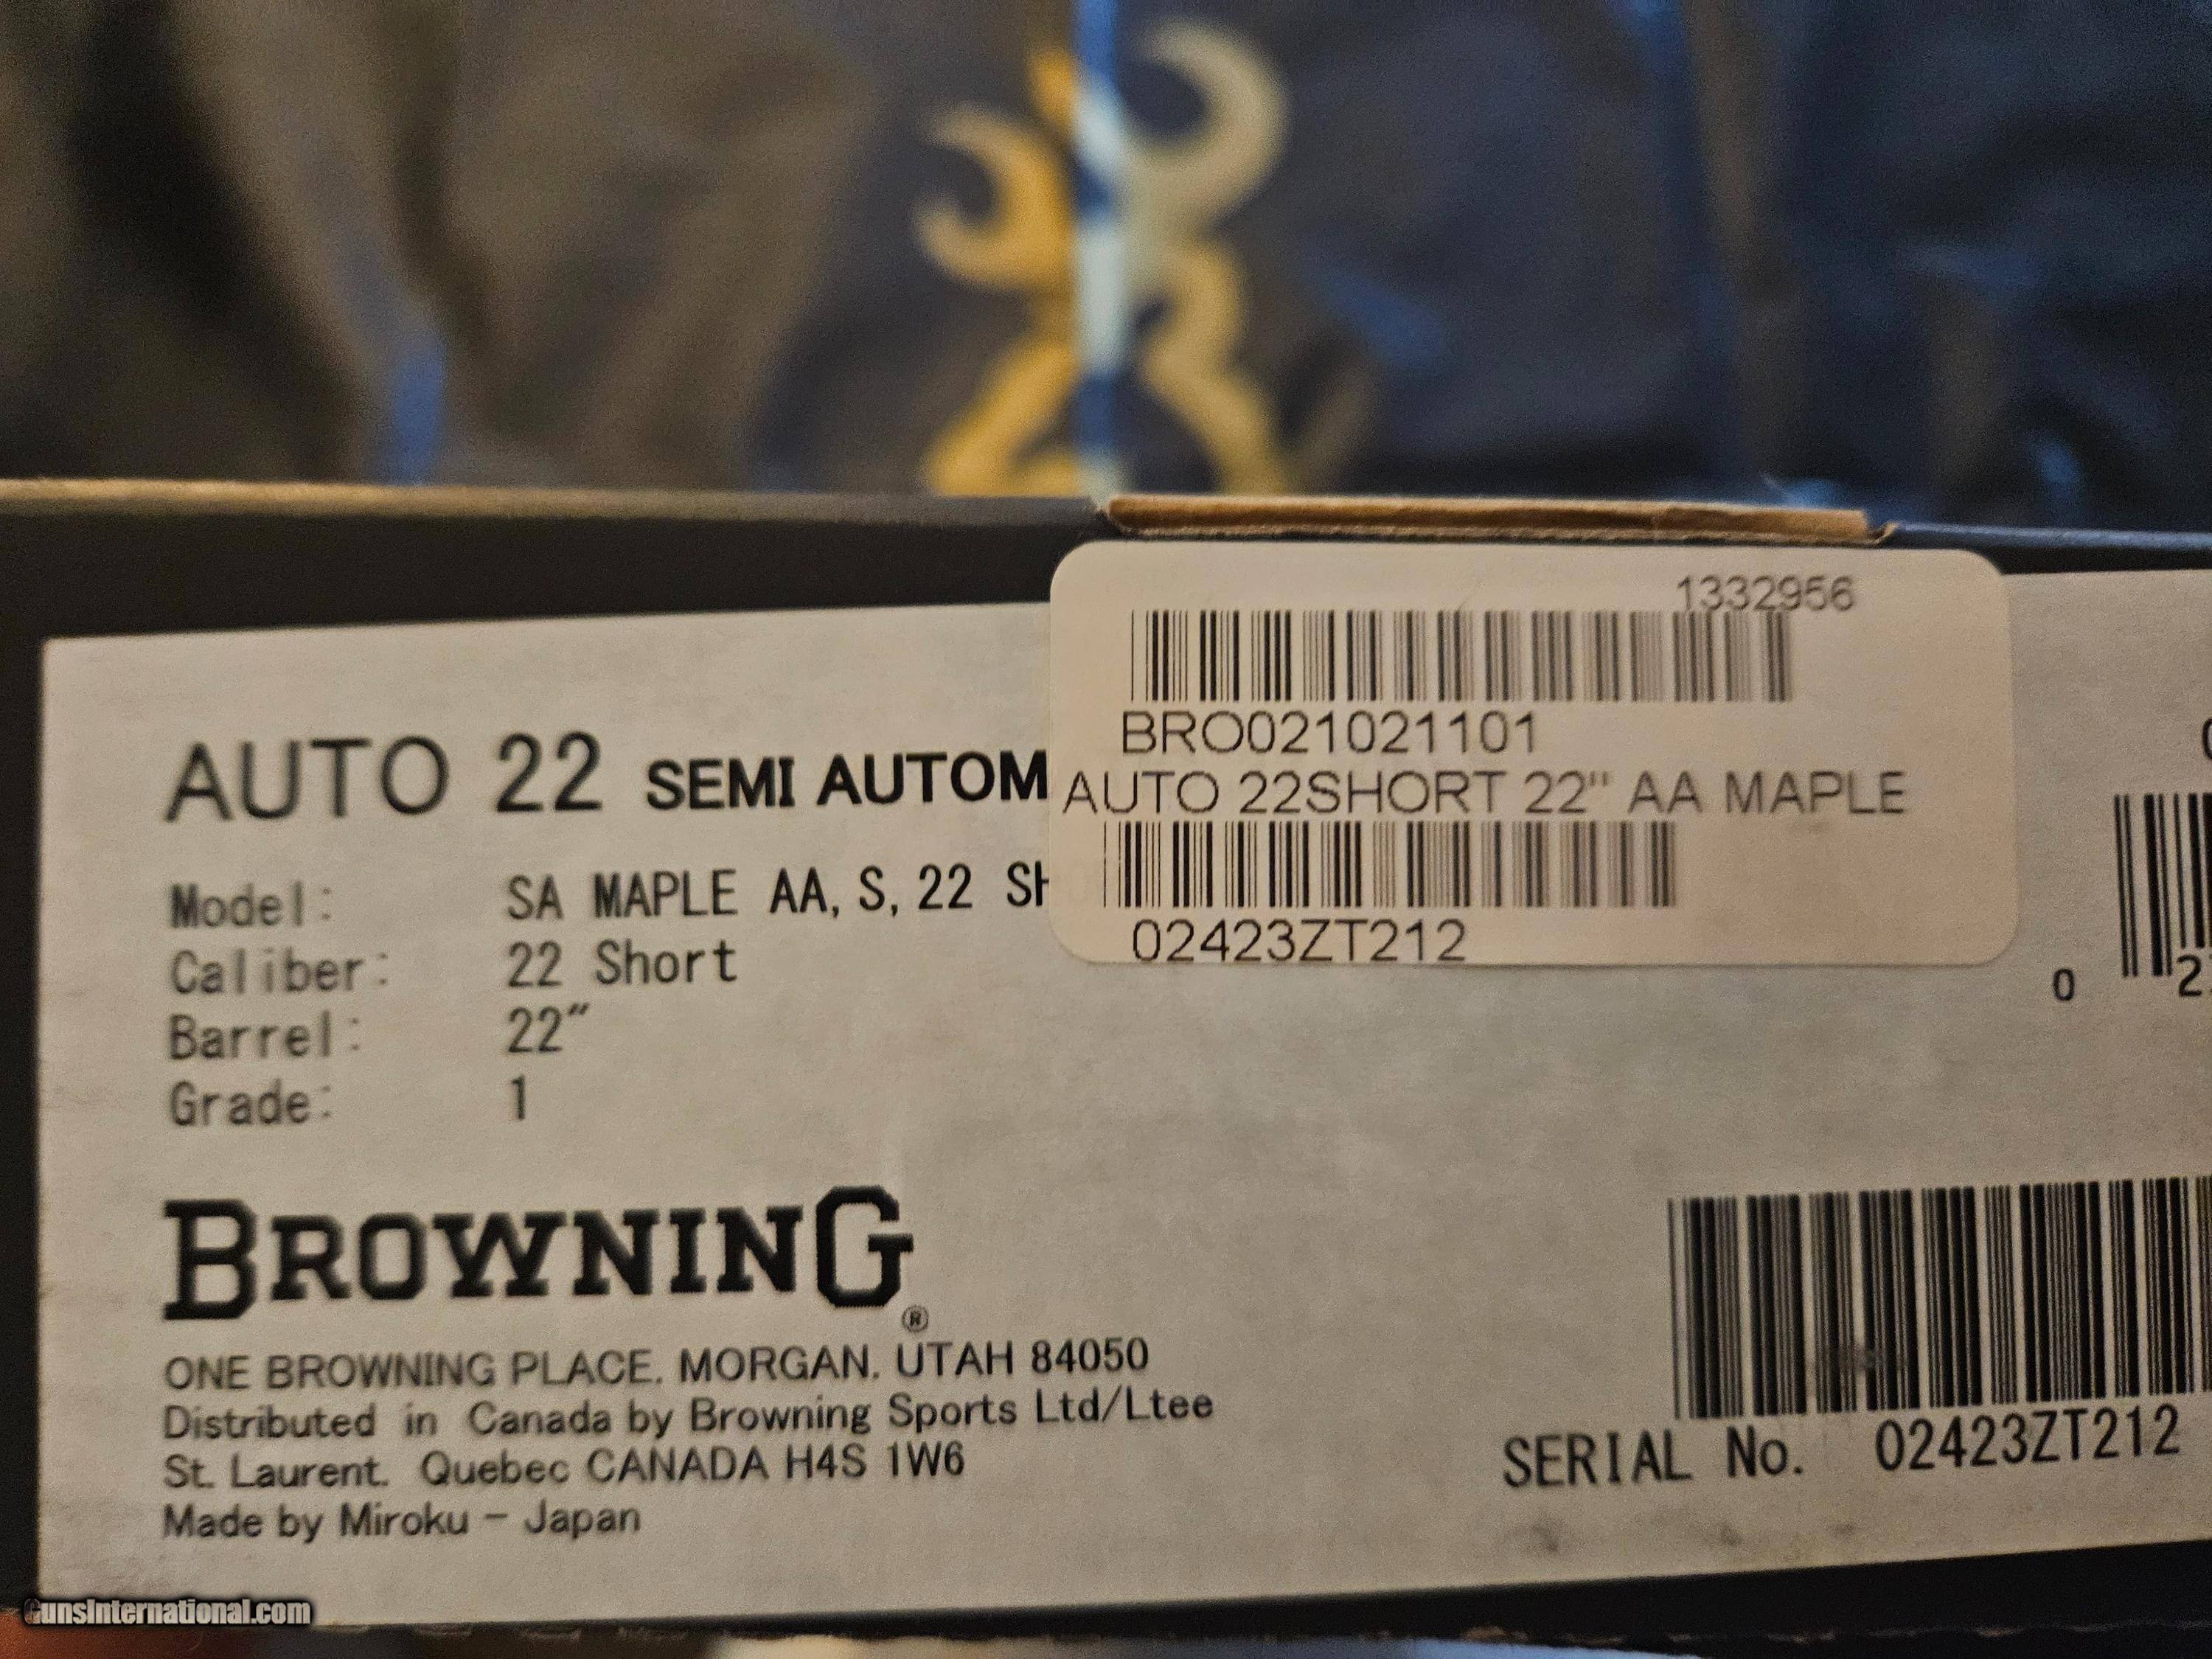 1332956
BRO021021101
AUTO 22SHORT 22" AA MAPLE
02423ZT212
AUTO 22 SEMI AUTOM
Model: SA MAPLE AA, S, 22 SH
Caliber: 22 Short
Barrel: 22"
Grade: 1
0 2
BROWNING®
ONE BROWNING PLACE. MORGAN. UTAH 84050
Distributed in Canada by Browning Sports Ltd/Ltee
St. Laurent. Quebec CANADA H4S 1W6
Made by Miroku - Japan
SERIAL No. 02423ZT212
GunsInternational.com